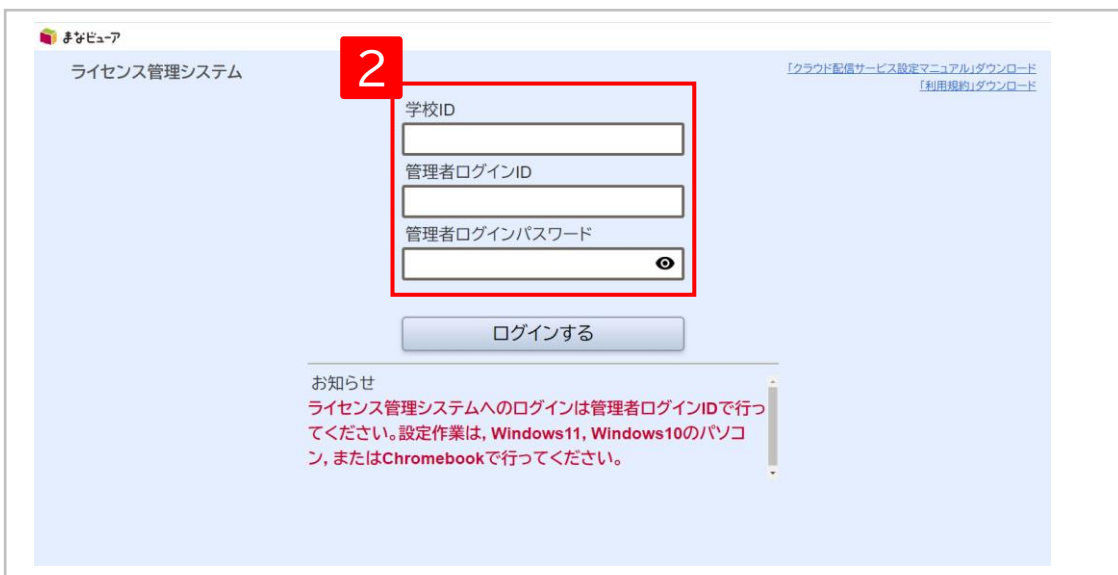 まなビューア
ライセンス管理システム
2
「クラウド配信サービス設定マニュアル」ダウンロード
「利用規約」ダウンロード
学校ID
管理者ログインID
管理者ログインパスワード
ログインする
お知らせ
ライセンス管理システムへのログインは管理者ログインIDで行っ
てください。設定作業は, Windows11, Windows10のパソコ
ン, またはChromebookで行ってください。